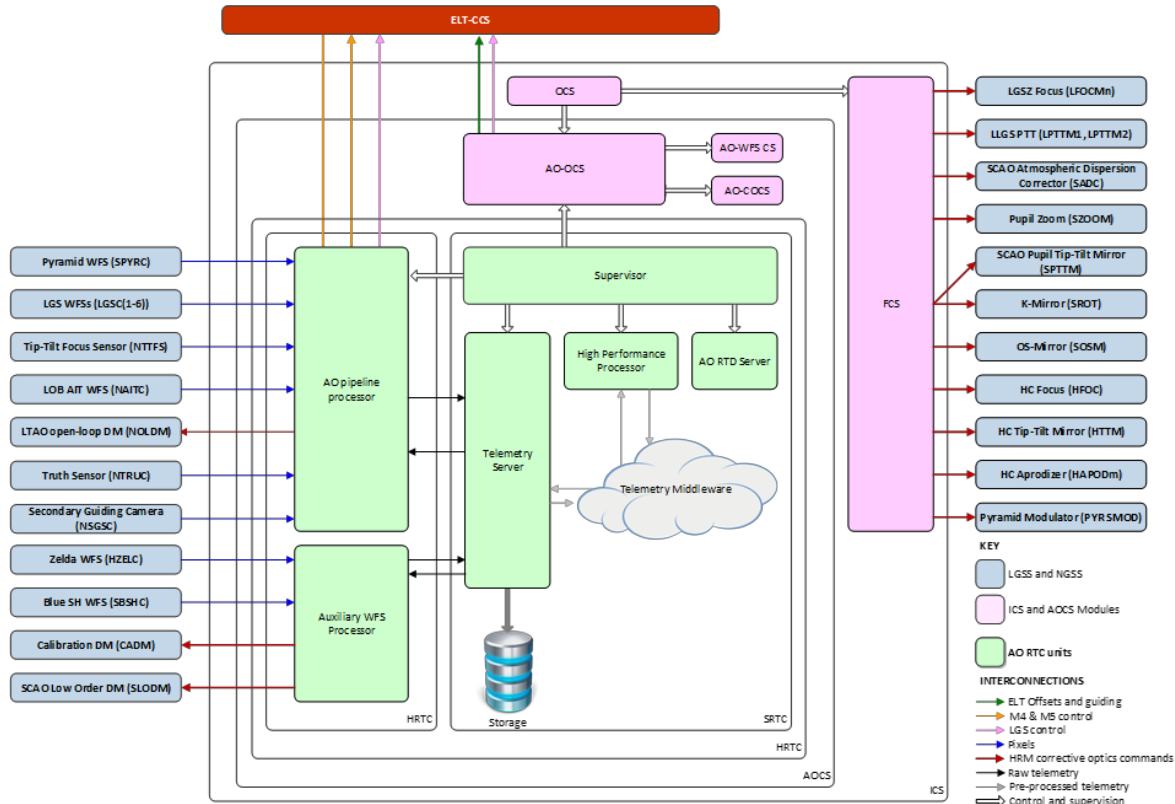 ELT-CCS
OCS
AO-OCS
AO-WFS CS
AO-COCS
FCS
Pyramid WFS (SPYRC)
LGS WFSs (LGSC(1-6))
Tip-Tilt Focus Sensor (NTTFS)
LOB AIT WFS (NAITC)
LTAO open-loop DM (NOLDM)
Truth Sensor (NTRUC)
Secondary Guiding Camera
(NSGSC)
Zelda WFS (HZELC)
Blue SH WFS (SBSHC)
Calibration DM (CADM)
SCAO Low Order DM (SLODM)
AO pipeline
processor
Auxiliary WFS
Processor
HRTC
Supervisor
Telemetry
Server
High Performance
Processor
AO RTD Server
Telemetry Middleware
Storage
SRTC
HRTC
AOCS
ICS
LGSZ Focus (LFOCMn)
LLGS PTT (LPTTM1, LPTTM2)
SCAO Atmospheric Dispersion
Corrector (SADC)
Pupil Zoom (SZOOM)
SCAO Pupil Tip-Tilt Mirror
(SPTTM)
K-Mirror (SROT)
OS-Mirror (SOSM)
HC Focus (HFOC)
HC Tip-Tilt Mirror (HTTM)
HC Aprodizer (HAPODm)
Pyramid Modulator (PYRSMOD)
KEY
LGSS and NGSS
ICS and AOCS Modules
AO RTC units
INTERCONNECTIONS
ELT Offsets and guiding
M4 & M5 control
LGS control
Pixels
HRM corrective optics commands
Raw telemetry
Pre-processed telemetry
Control and supervision